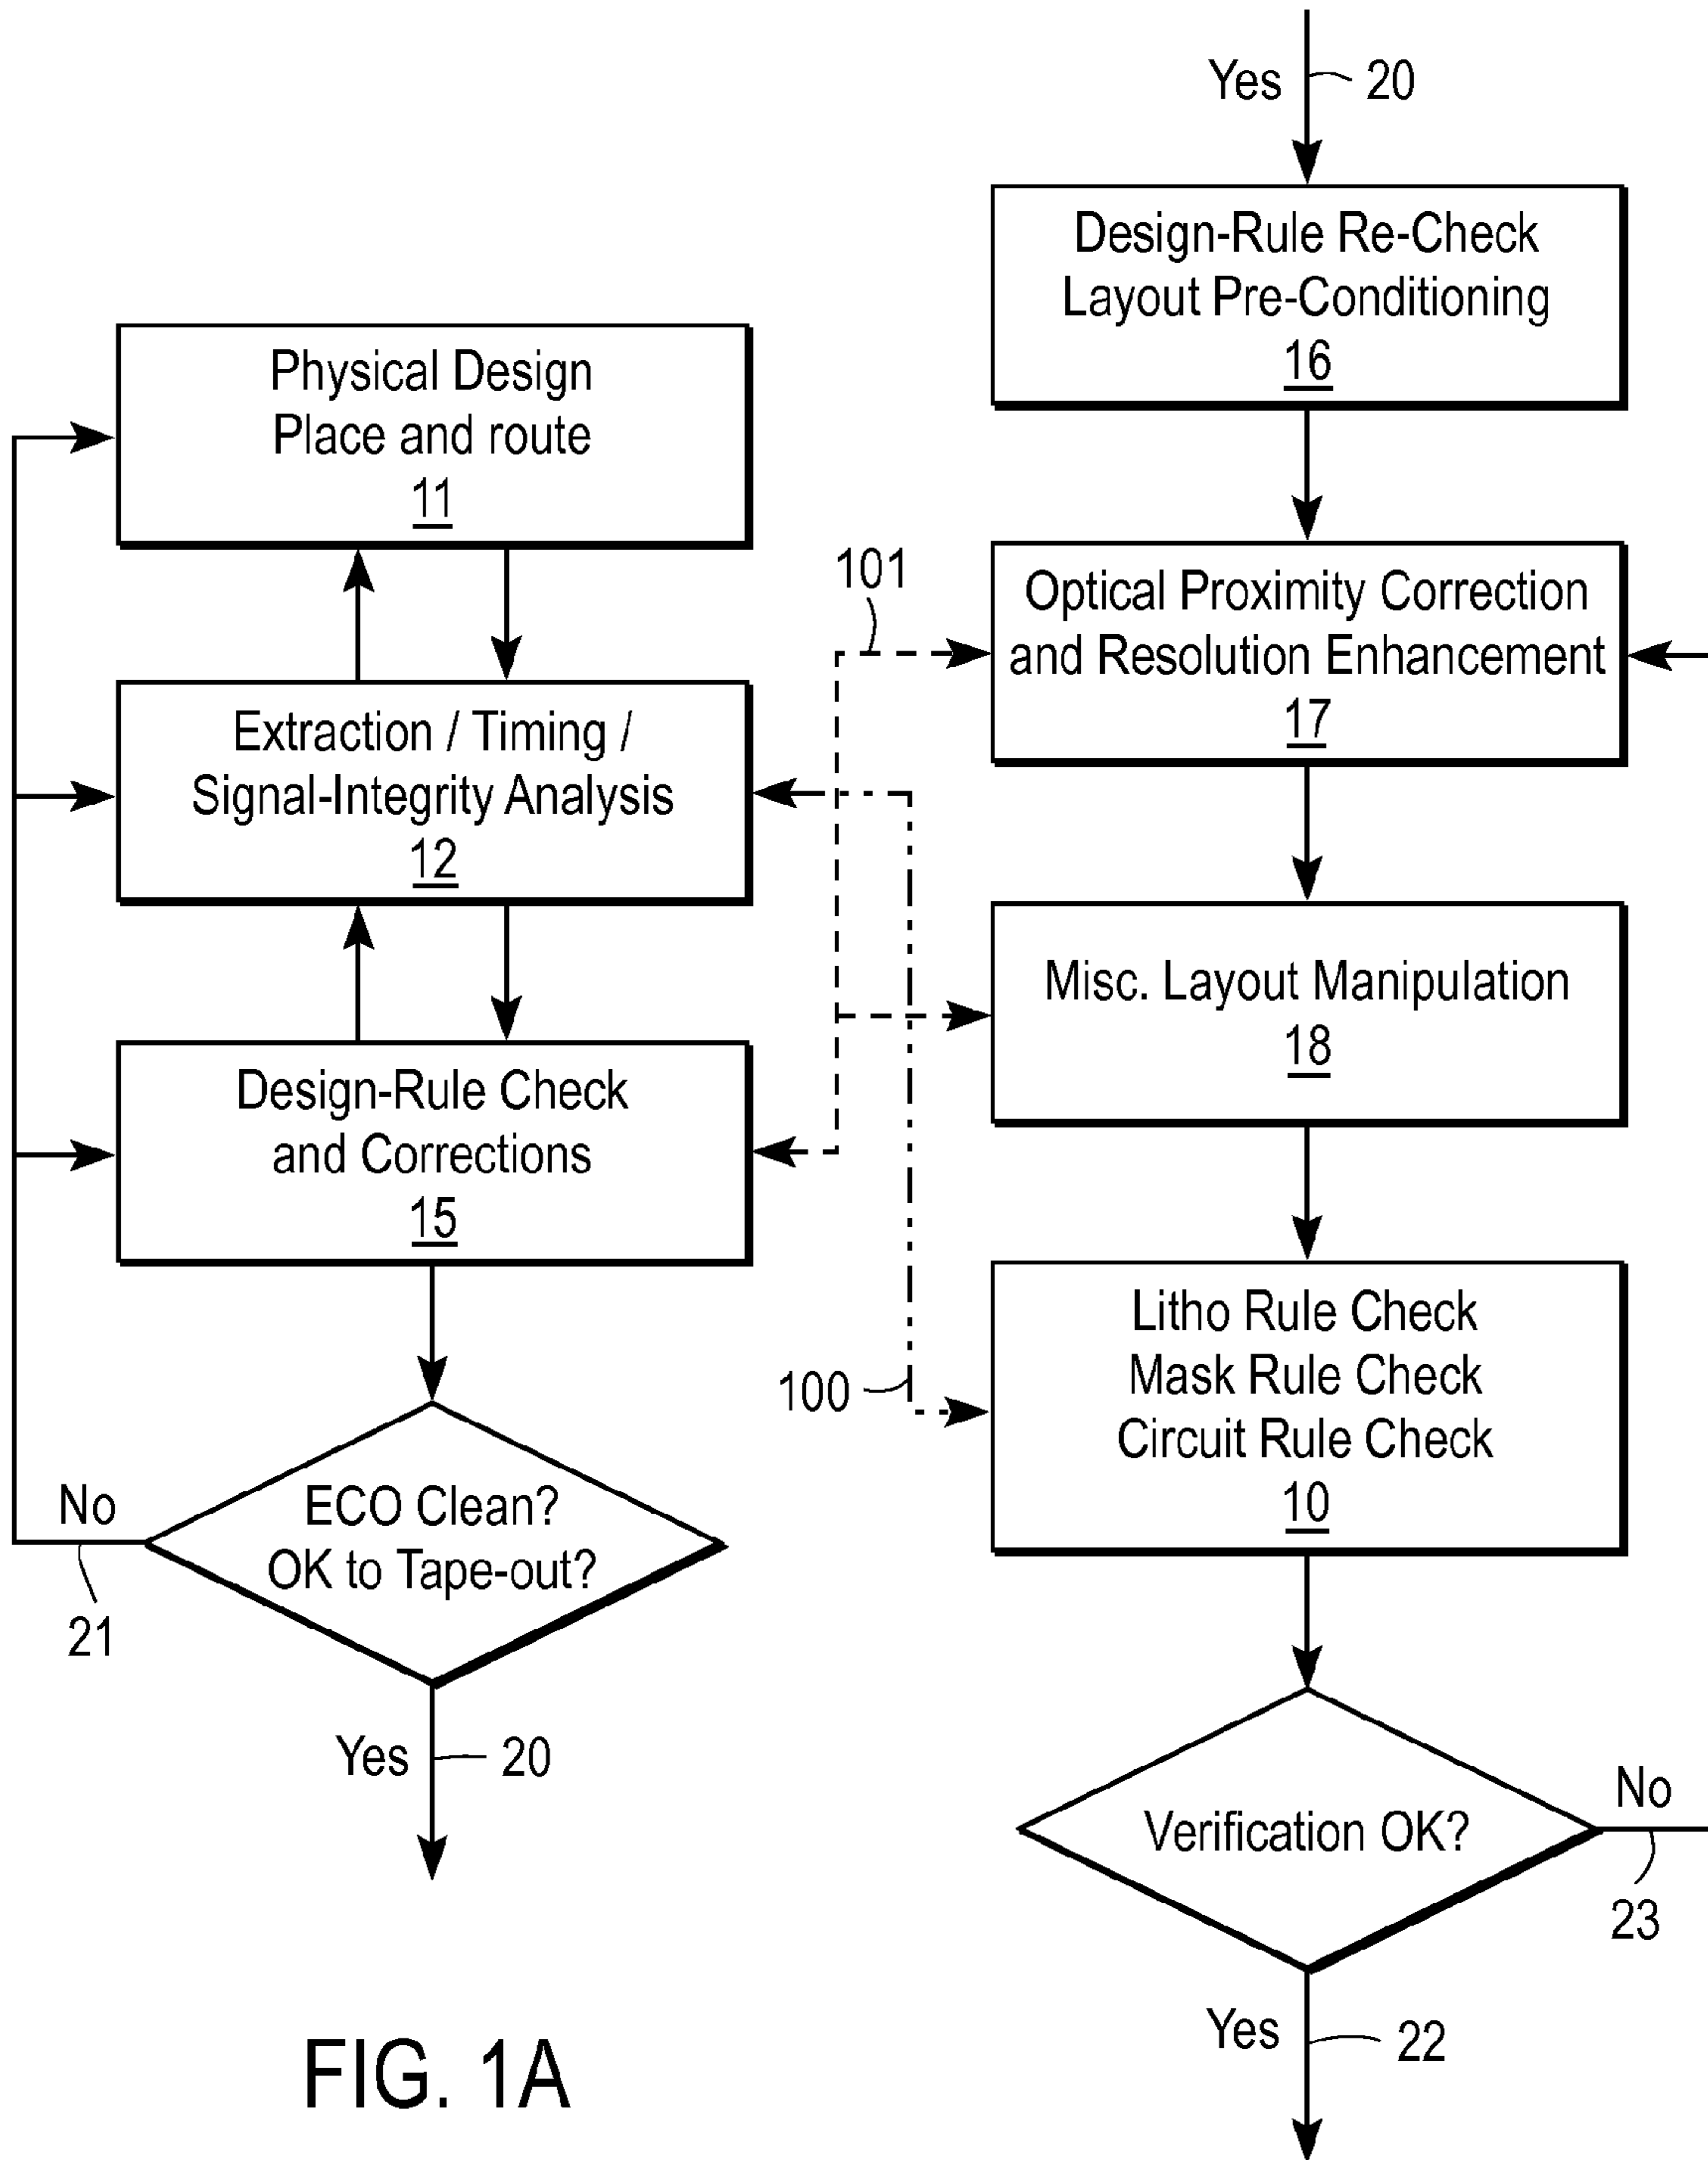 Physical Design
Place and route
11
Extraction / Timing /
Signal-Integrity Analysis
12
Design-Rule Check
and Corrections
15
ECO Clean?
OK to Tape-out?
No
21
Yes
20
101
100
Yes
20
Design-Rule Re-Check
Layout Pre-Conditioning
16
Optical Proximity Correction
and Resolution Enhancement
17
Misc. Layout Manipulation
18
Litho Rule Check
Mask Rule Check
Circuit Rule Check
10
Verification OK?
No
23
Yes
22
FIG. 1A